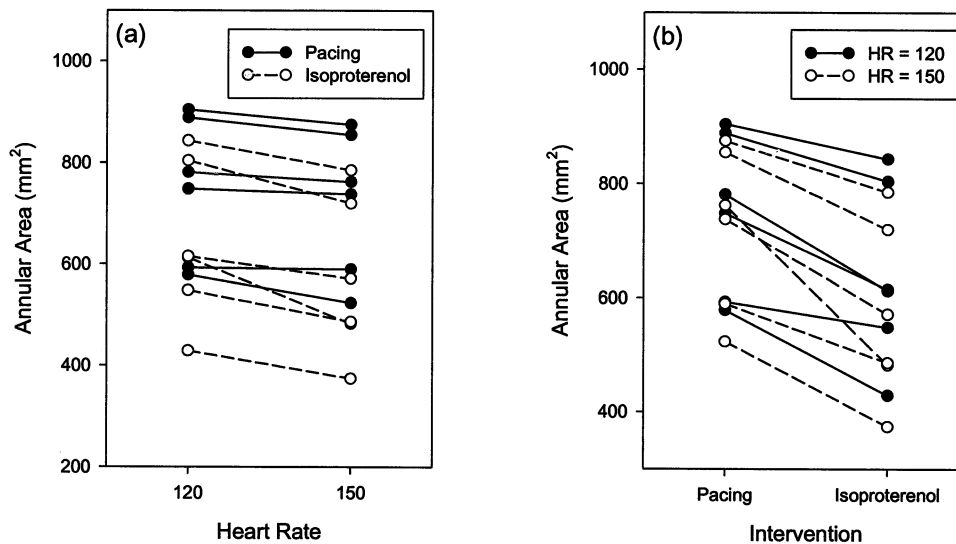 (a)
Pacing
Isoproterenol
1000
800
600
400
200
120
150
Annular Area (mm²)
Heart Rate
(b)
HR = 120
HR = 150
1000
800
600
400
Pacing
Isoproterenol
Annular Area (mm²)
Intervention